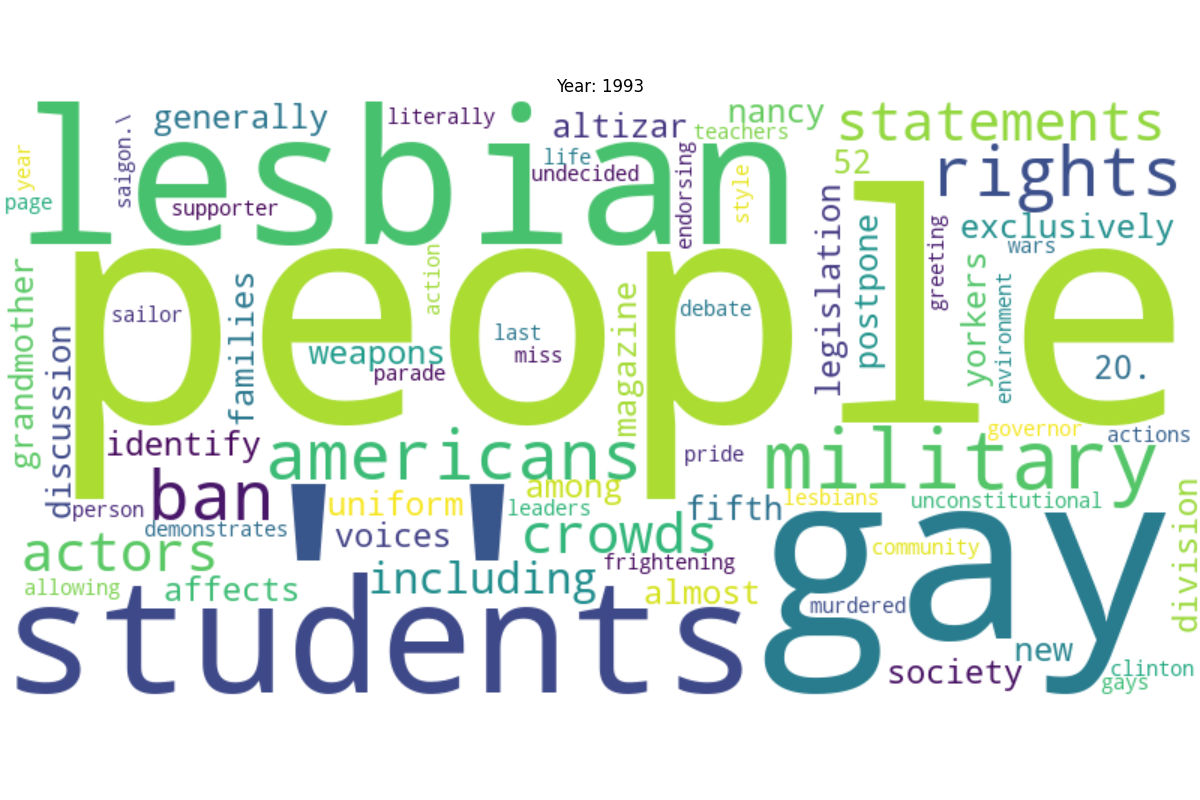 Year: 1993
lesbian
generally
literally
altizar
nancy
teachers
statements
saigon.\
year
page
supporter
life
undecided
endorsing
style
52
rights
legislation
postpone
greeting
exclusively
wars
people
grandmother
discussion
families
sailor
action
weapons
parade
last
miss
magazine
debate
yorkers
environment
20.
identify
americans
pride
military
governor
actions
ban
person
demonstrates
' '
uniform
voices
among
leaders
crowds
fifth
lesbians
unconstitutional
division
actors
allowing
affects
including
frightening
almost
community
murdered
gay
students
society
new
clinton
gays